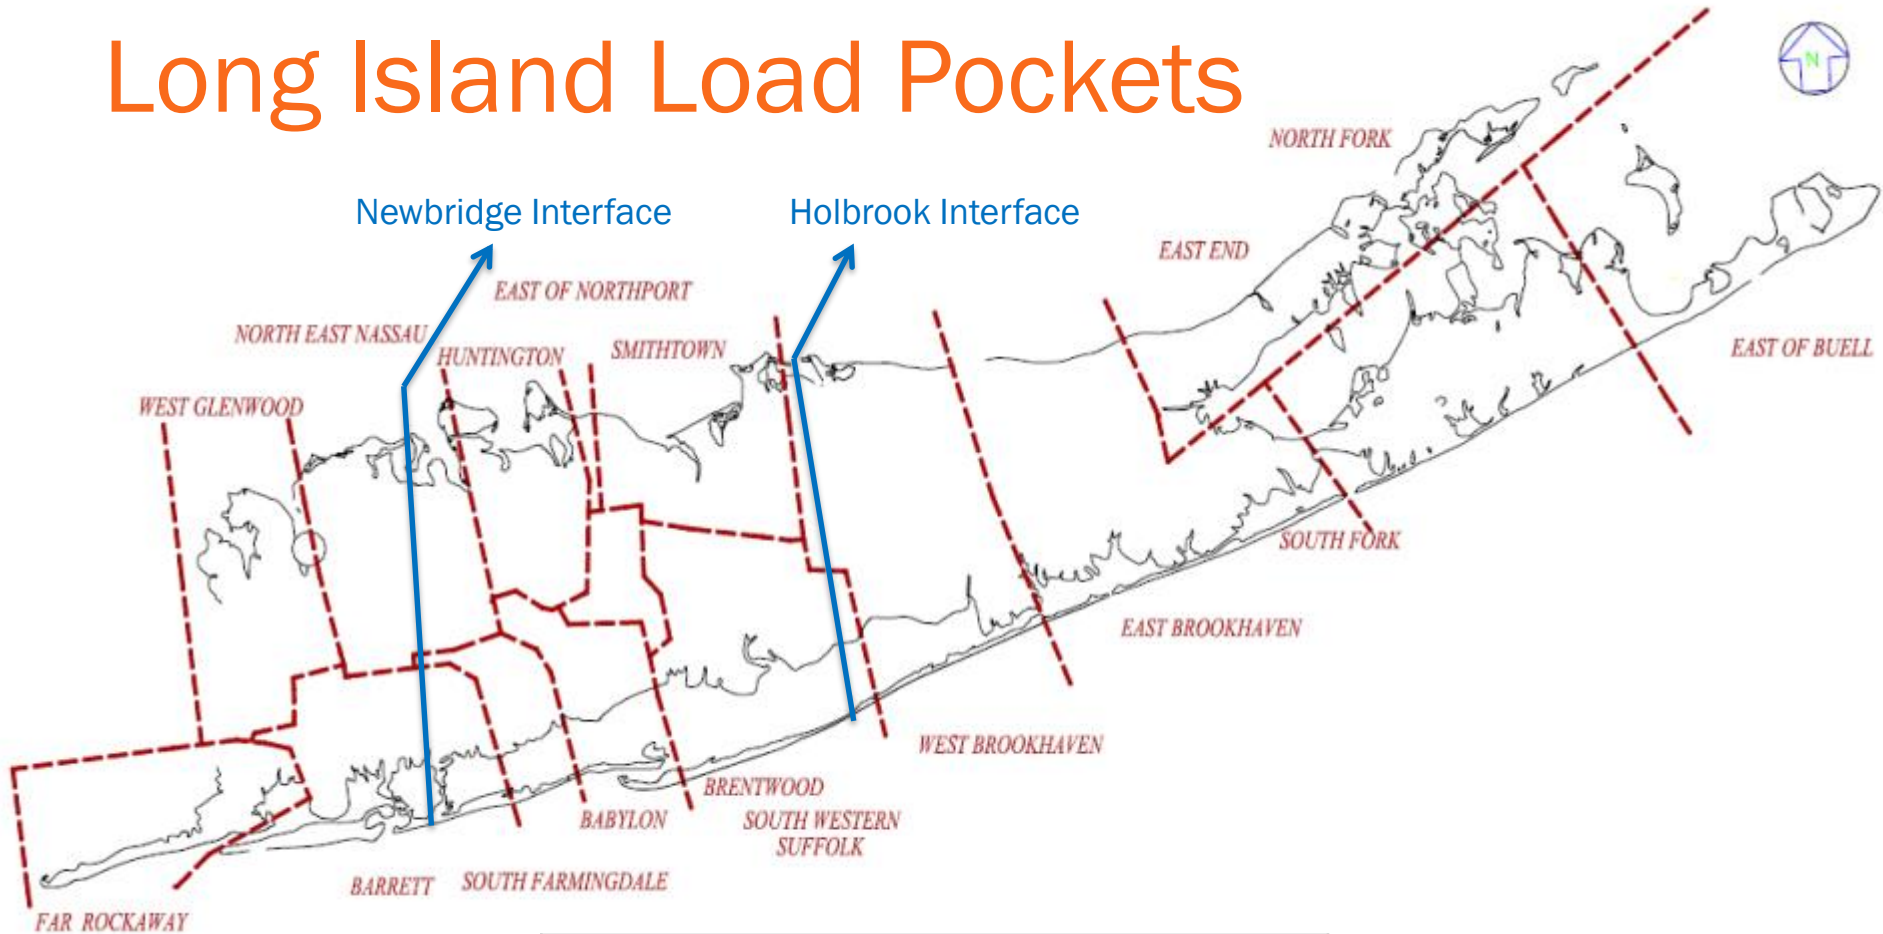 Long Island Load Pockets
N
NORTH FORK
Newbridge Interface
Holbrook Interface
EAST END
EAST OF NORTHPORT
NORTH EAST NASSAU
HUNTINGTON
SMITHTOWN
EAST OF BUELL
WEST GLENWOOD
SOUTH FORK
EAST BROOKHAVEN
WEST BROOKHAVEN
BRENTWOOD
BABYLON
SOUTH WESTERN
SUFFOLK
BARRETT
SOUTH FARMINGDALE
FAR ROCKAWAY